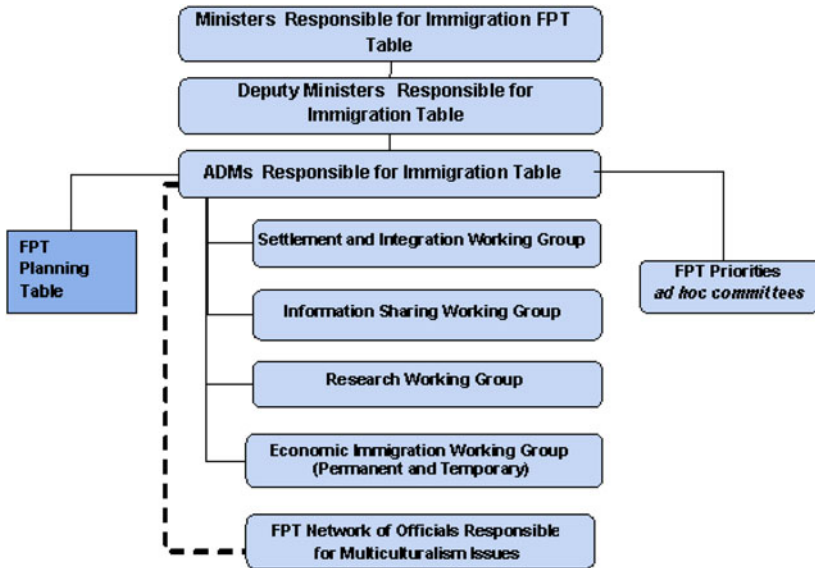 Ministers Responsible for Immigration FPT
Table
Deputy Ministers Responsible for
Immigration Table
ADMs Responsible for Immigration Table
FPT
Planning
Table
Settlement and Integration Working Group
FPT Priorities
ad hoc committees
Information Sharing Working Group
Research Working Group
Economic Immigration Working Group
(Permanent and Temporary)
FPT Network of Officials Responsible
for Multiculturalism Issues